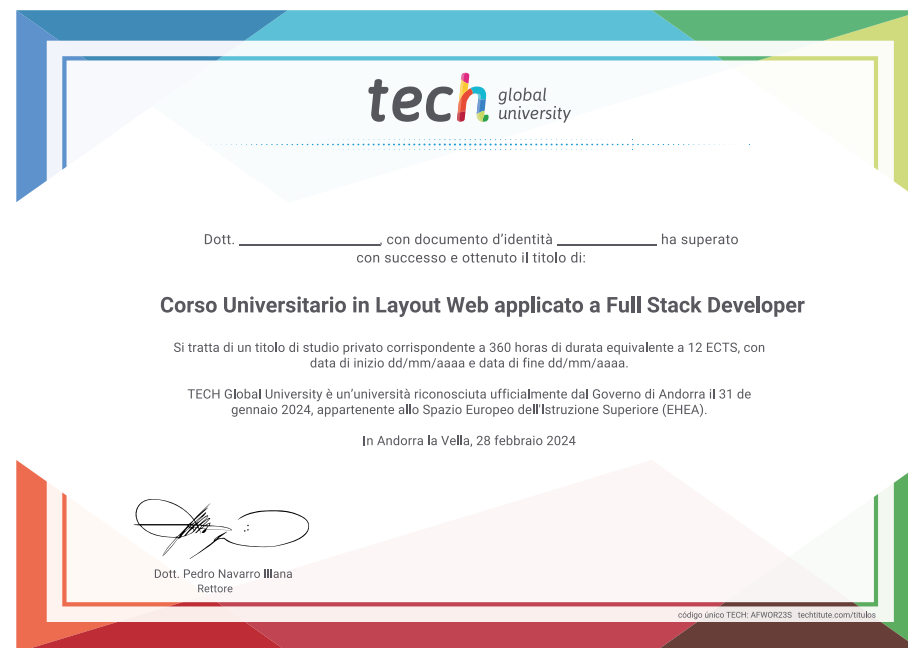 tech global university
Dott. ________________, con documento d'identità ____________ ha superato
con successo e ottenuto il titolo di:
Corso Universitario in Layout Web applicato a Full Stack Developer
Si tratta di un titolo di studio privato corrispondente a 360 horas di durata equivalente a 12 ECTS, con
data di inizio dd/mm/aaaa e data di fine dd/mm/aaaa.
TECH Global University è un'università riconosciuta ufficialmente dal Governo di Andorra il 31 de
gennaio 2024, appartenente allo Spazio Europeo dell'Istruzione Superiore (EHEA).
In Andorra la Vella, 28 febbraio 2024
Dott. Pedro Navarro Illana
Rettore
código único TECH: AFWOR23S techtitute.com/titulos